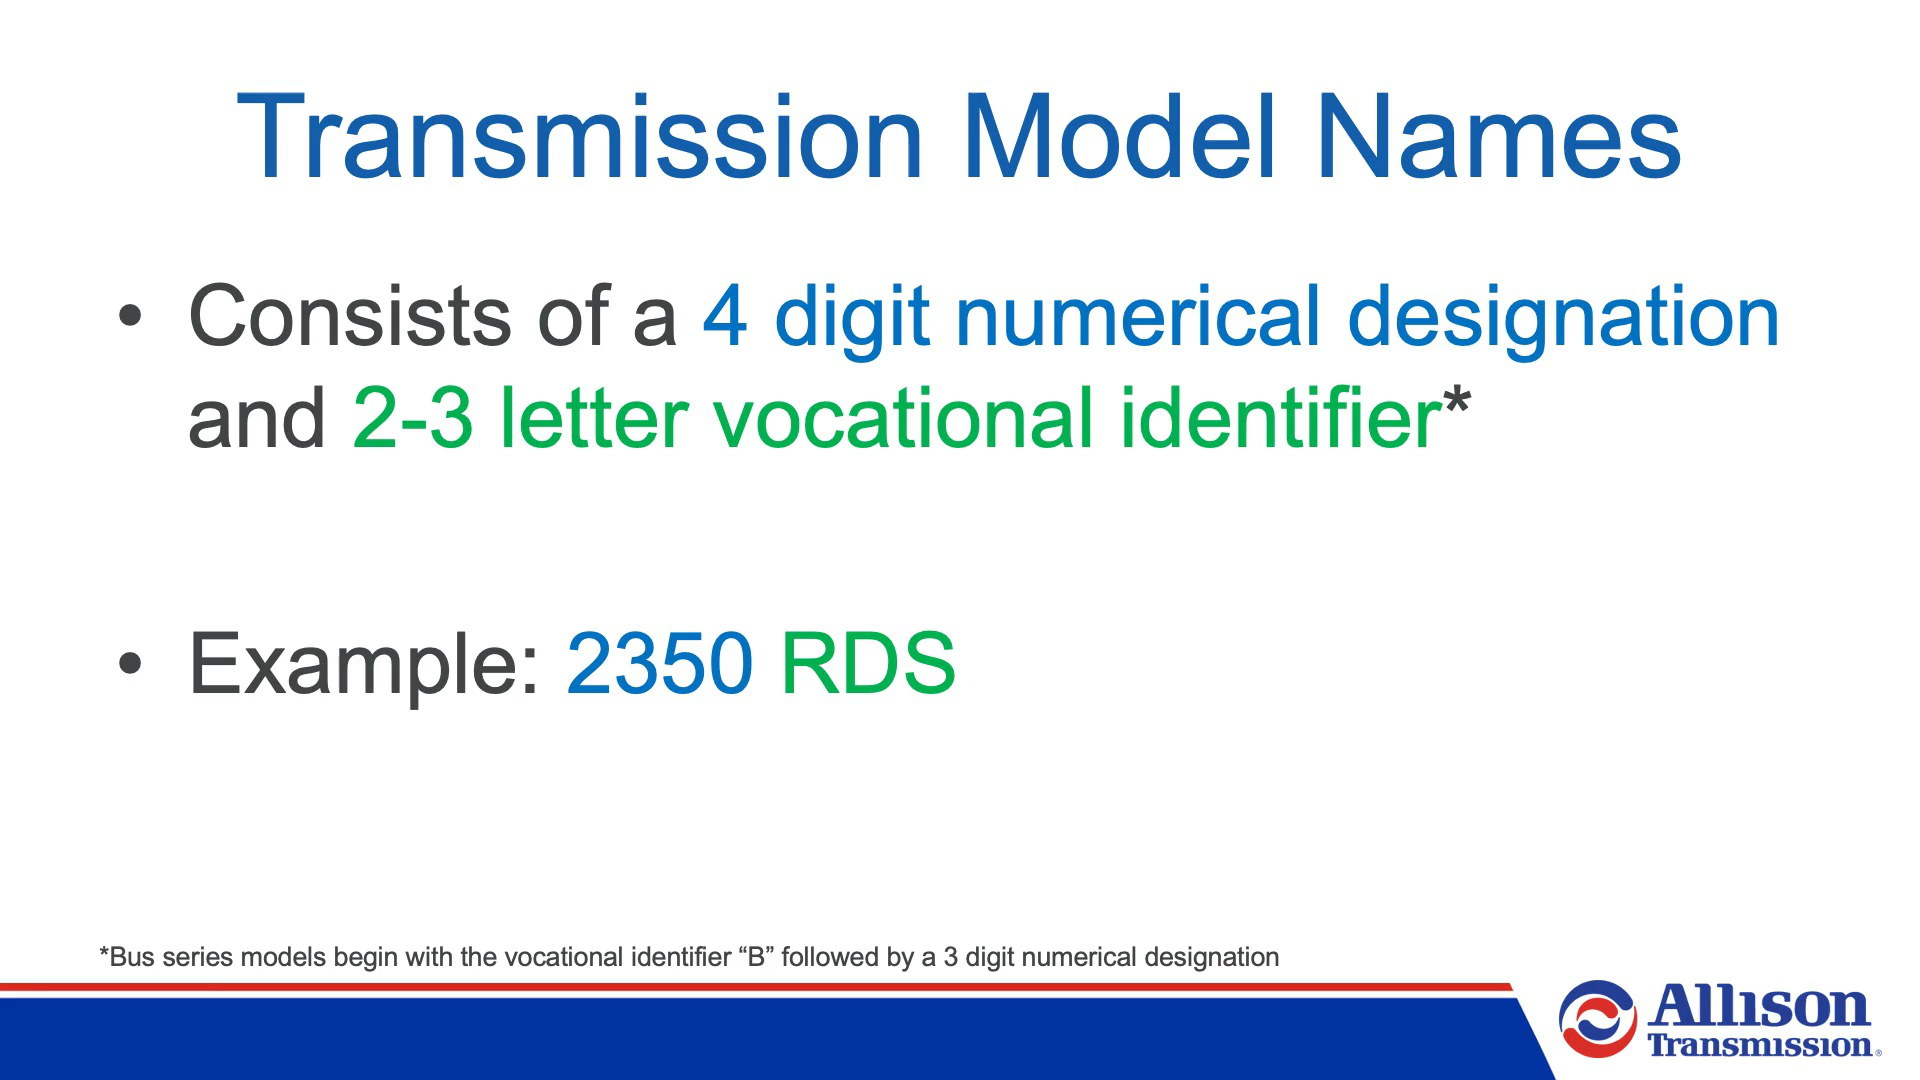 Transmission Model Names
• Consists of a 4 digit numerical designation
and 2-3 letter vocational identifier*
• Example: 2350 RDS
*Bus series models begin with the vocational identifier “B” followed by a 3 digit numerical designation
Allison
Transmission®